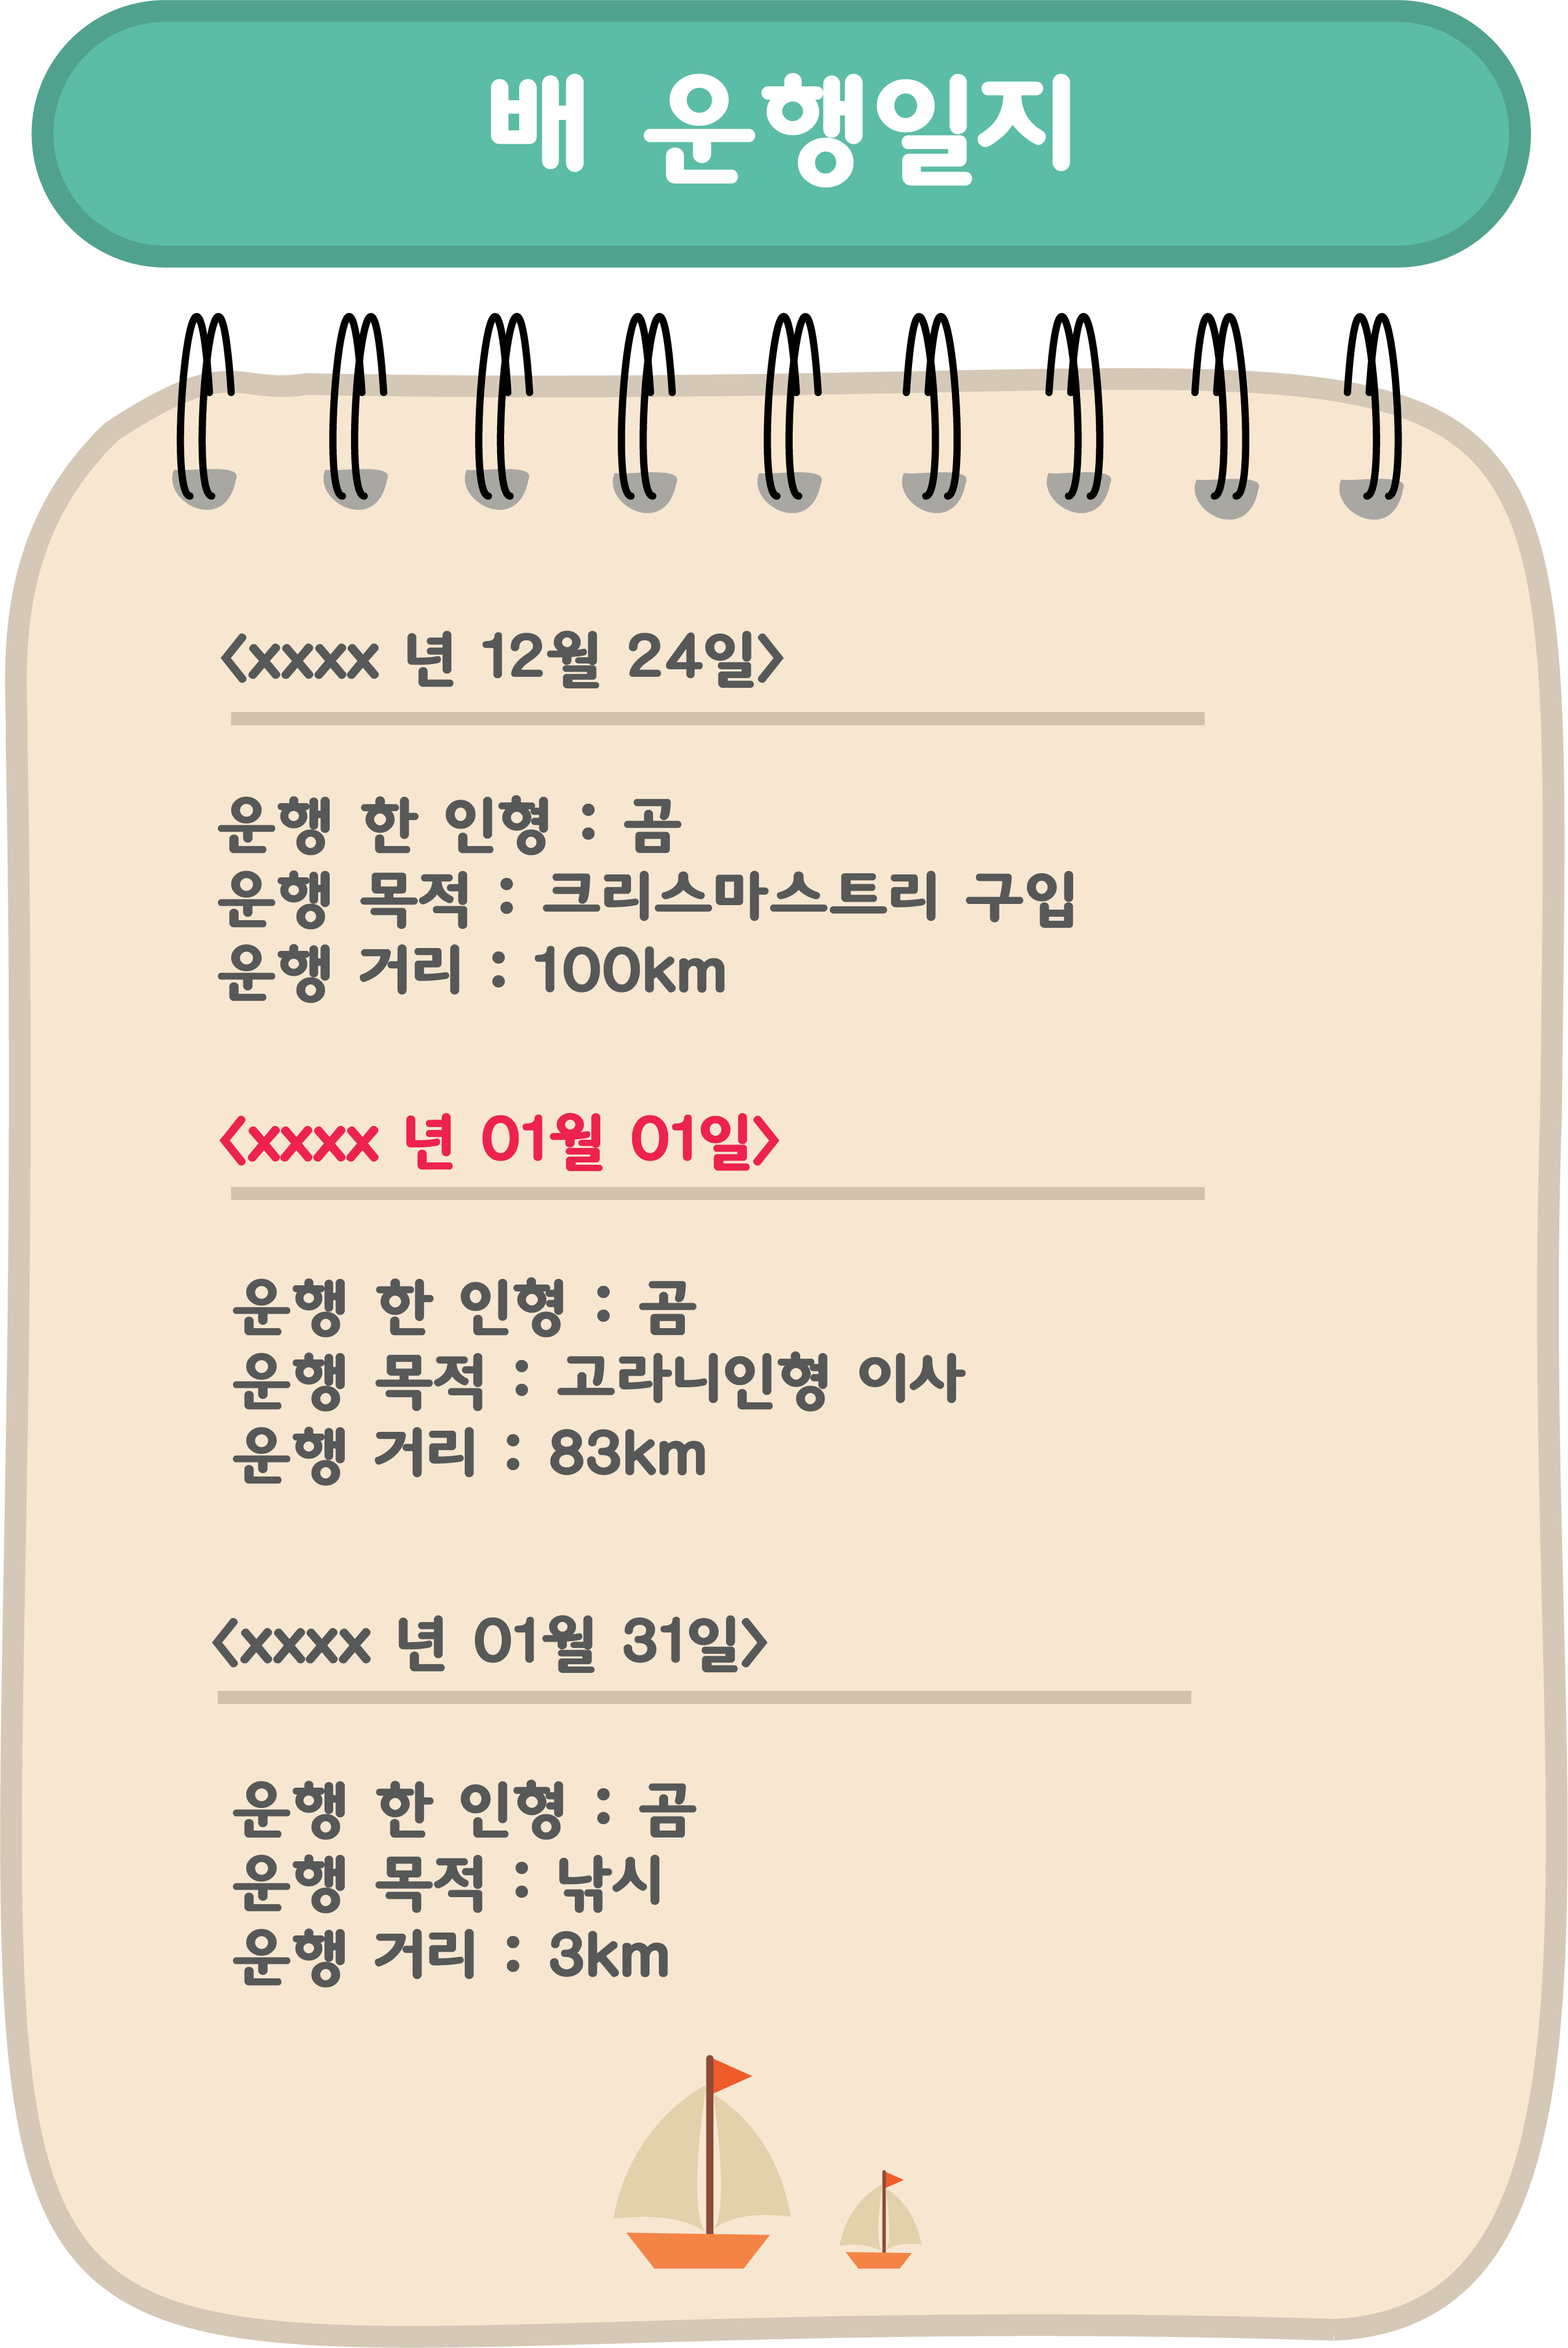 배 운행일지
<xxxx 년 12월 24일>
운행 한 인형 : 곰
운행 목적 : 크리스마스트리 구입
운행 거리 : 100km
<xxxx 년 01월 01일>
운행 한 인형 : 곰
운행 목적 : 고라니인형 이사
운행 거리 : 83km
<xxxx 년 01월 31일>
운행 한 인형 : 곰
운행 목적 : 낚시
운행 거리 : 3km